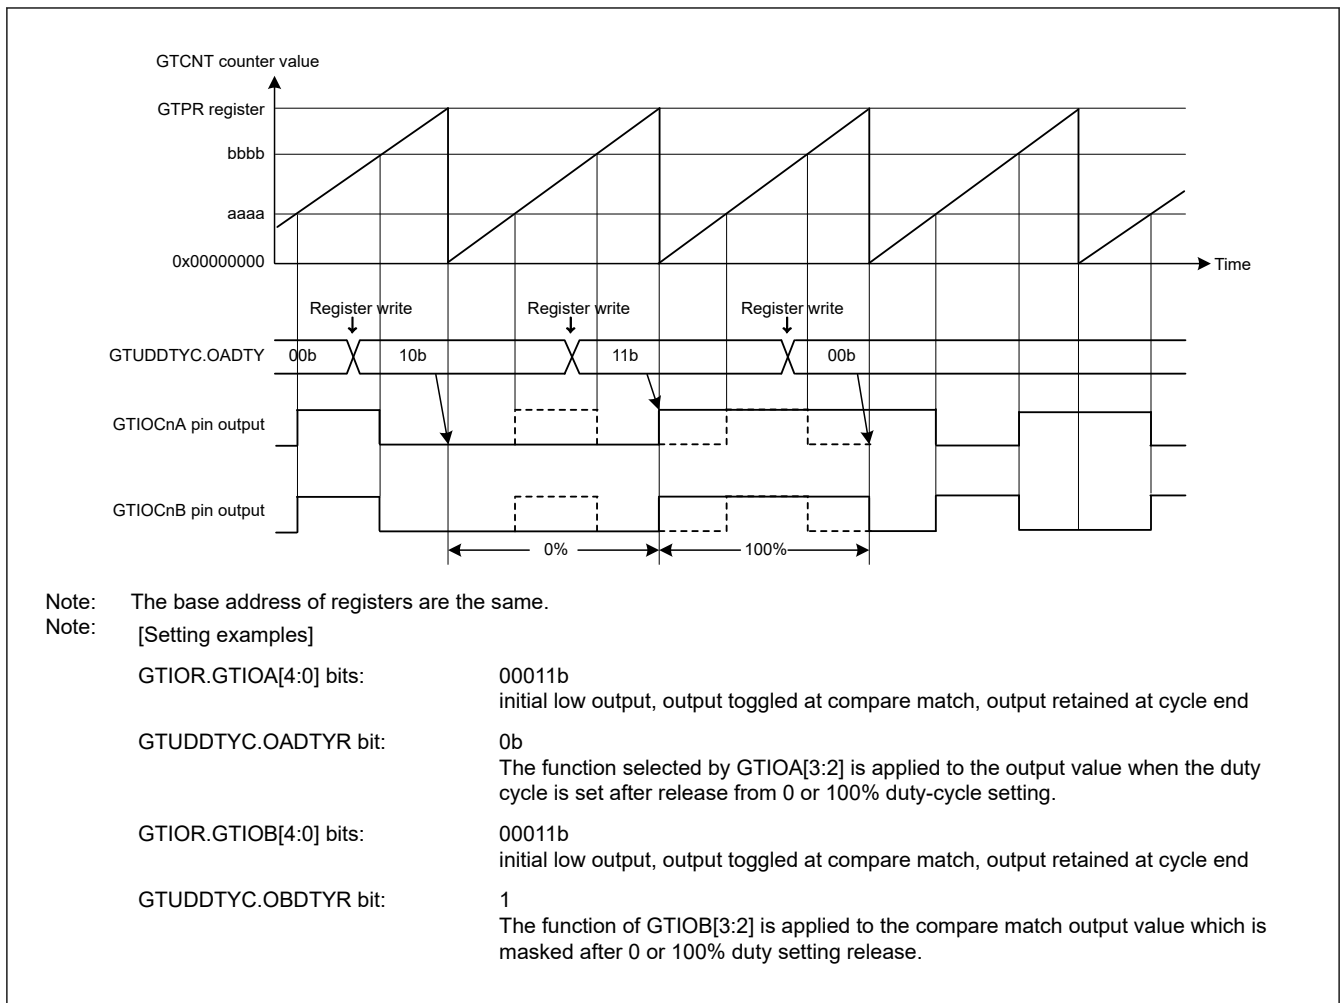 GTCNT counter value
GTPR register
bbbb
aaaa
0x00000000
Time
Register write Register write Register write
GTUDDTYC.OADTY 00b 10b 11b 00b
GTIOCnA pin output
GTIOCnB pin output
0% 100%
Note: The base address of registers are the same.
Note: [Setting examples]
GTIOR.GTIOA[4:0] bits: 00011b
initial low output, output toggled at compare match, output retained at cycle end
GTUDDTYC.OADTYR bit: 0b
The function selected by GTIOA[3:2] is applied to the output value when the duty
cycle is set after release from 0 or 100% duty-cycle setting.
GTIOR.GTIOB[4:0] bits: 00011b
initial low output, output toggled at compare match, output retained at cycle end
GTUDDTYC.OBDTYR bit: 1
The function of GTIOB[3:2] is applied to the compare match output value which is
masked after 0 or 100% duty setting release.